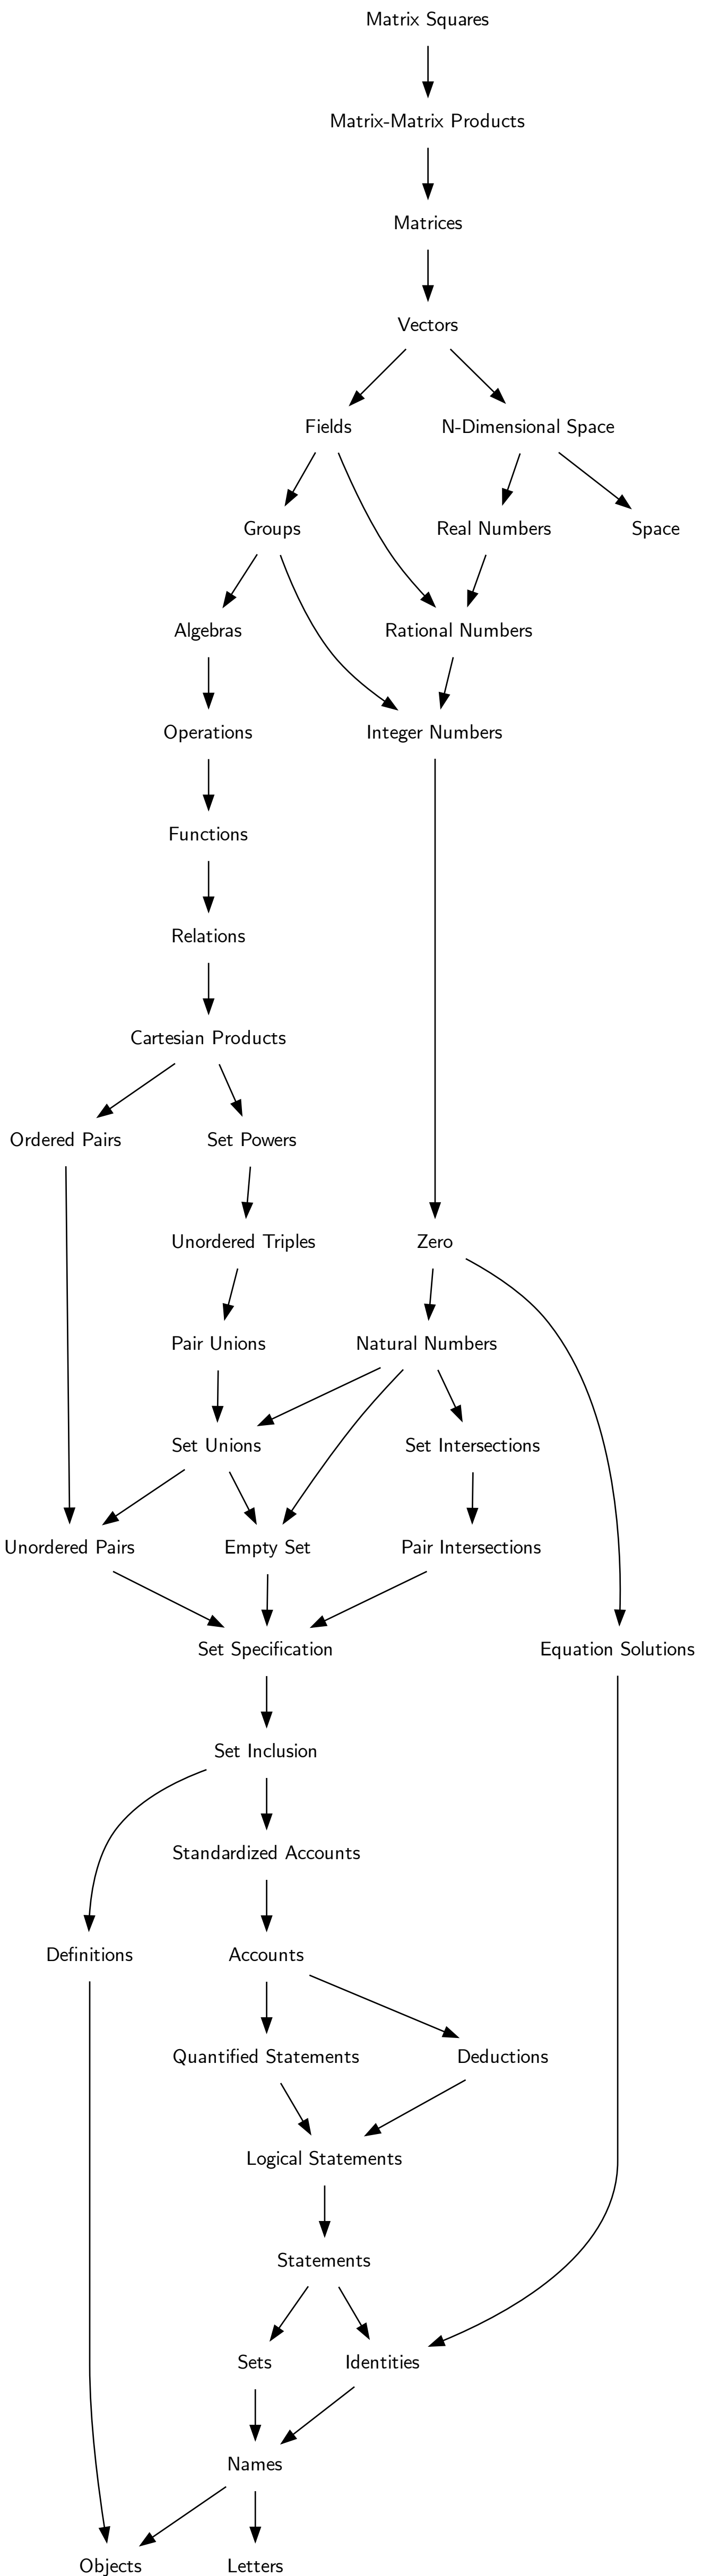 Matrix Squares
Matrix-Matrix Products
Matrices
Vectors
Fields
N-Dimensional Space
Groups
Real Numbers
Space
Algebras
Rational Numbers
Operations
Integer Numbers
Functions
Relations
Cartesian Products
Ordered Pairs
Set Powers
Unordered Triples
Zero
Pair Unions
Natural Numbers
Set Unions
Set Intersections
Unordered Pairs
Empty Set
Pair Intersections
Set Specification
Equation Solutions
Set Inclusion
Standardized Accounts
Definitions
Accounts
Quantified Statements
Deductions
Logical Statements
Statements
Sets
Identities
Names
Objects
Letters